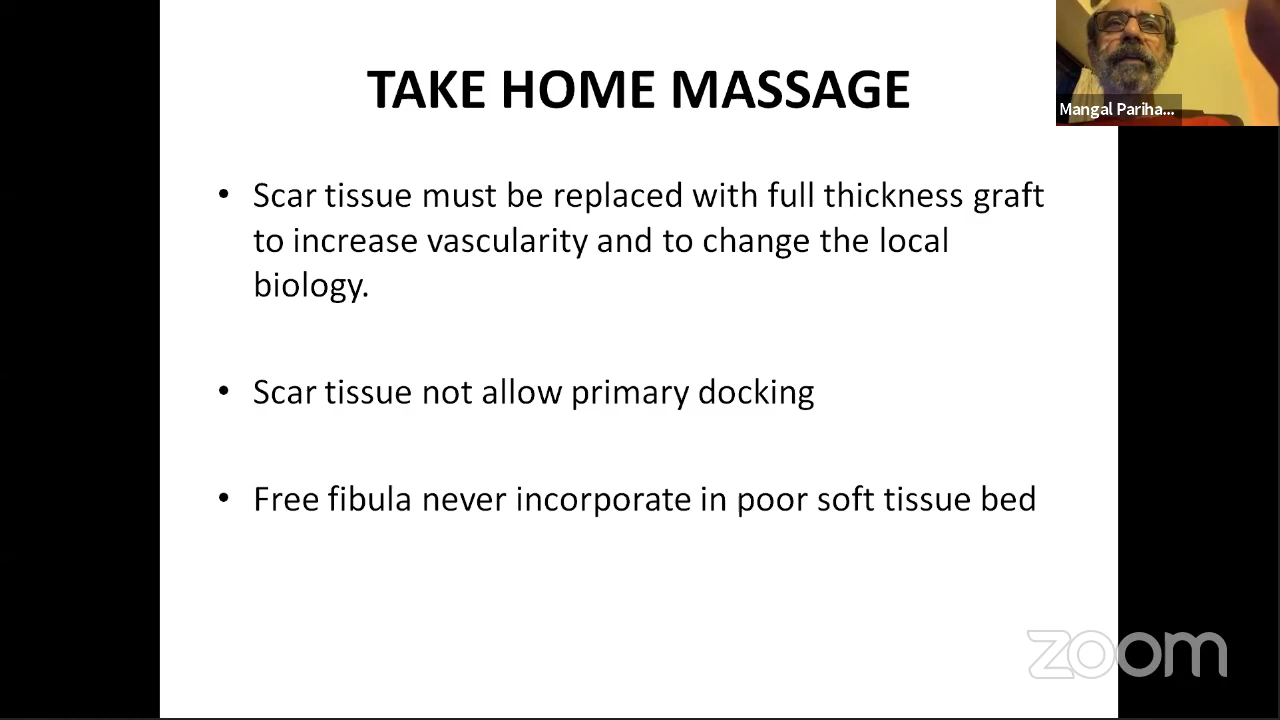 TAKE HOME MASSAGE
Mangal Pariha...
• Scar tissue must be replaced with full thickness graft
to increase vascularity and to change the local
biology.
• Scar tissue not allow primary docking
• Free fibula never incorporate in poor soft tissue bed
zoom